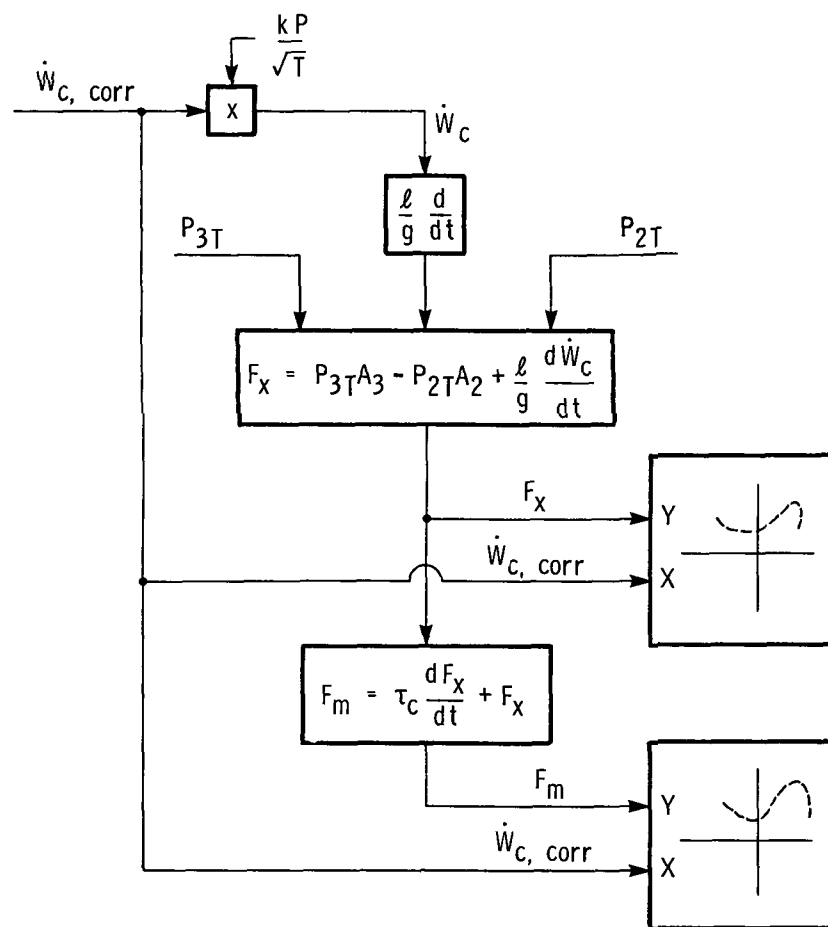 kP
√T
Ẇc, corr
X
Ẇc
ℓ/g d/dt
P3T
P2T
Fx = P3TA3 - P2TA2 + ℓ/g dẆc/dt
Fx
Y
Ẇc, corr
X
Fm = τc dFx/dt + Fx
Fm
Y
Ẇc, corr
X